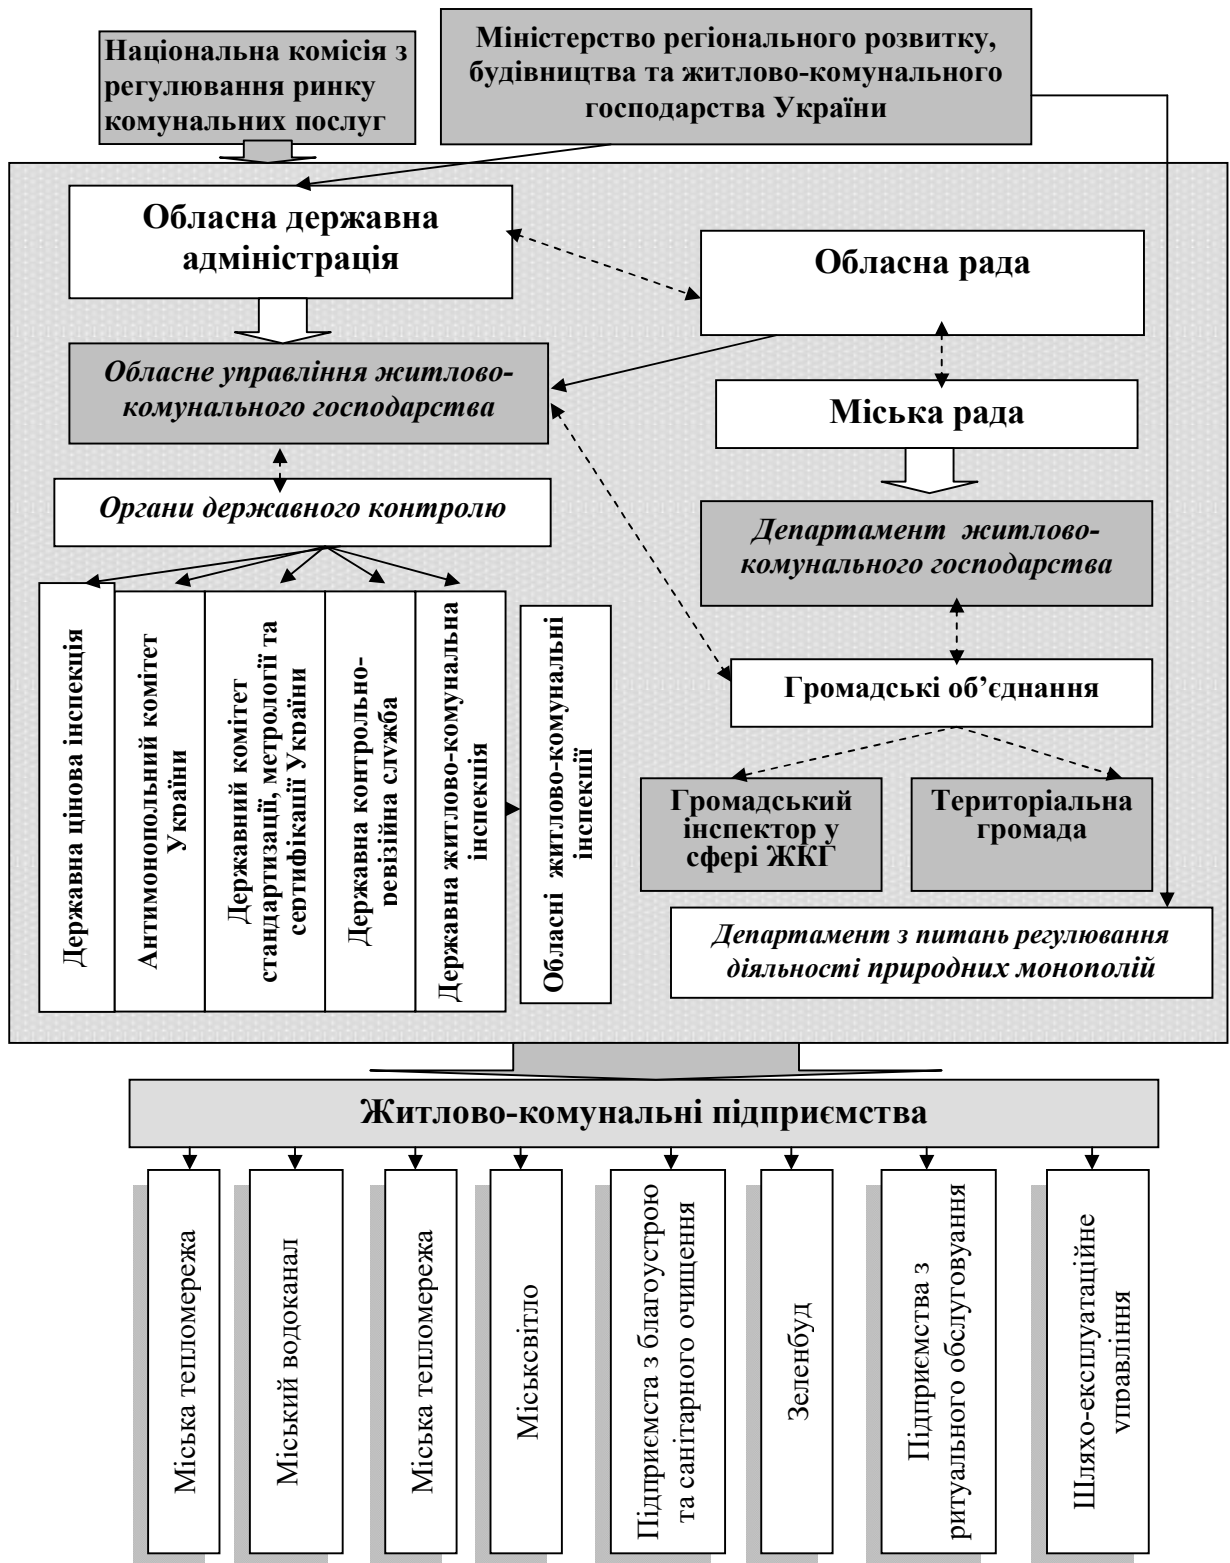 Національна комісія з
регулювання ринку
комунальних послуг
Міністерство регіонального розвитку,
будівництва та житлово-комунального
господарства України
Обласна державна
адміністрація
Обласна рада
Обласне управління житлово-
комунального господарства
Міська рада
Органи державного контролю
Департамент житлово-
комунального господарства
Державна цінова інспекція
Антимонопольний комітет
України
Державний комітет
стандартизації, метрології та
сертифікації України
Державна контрольно-
ревізійна служба
Державна житлово-комунальна
інспекція
Обласні житлово-комунальні
інспекції
Громадські об’єднання
Громадський
інспектор у
сфері ЖКГ
Територіальна
громада
Департамент з питань регулювання
діяльності природних монополій
Житлово-комунальні підприємства
Міська тепломережа
Міський водоканал
Міська тепломережа
Міськсвітло
Підприємста з благоустрою
та санітарного очищення
Зеленбуд
Підприємства з
ритуального обслуговуання
Шляхо-експлуатаційне
управління